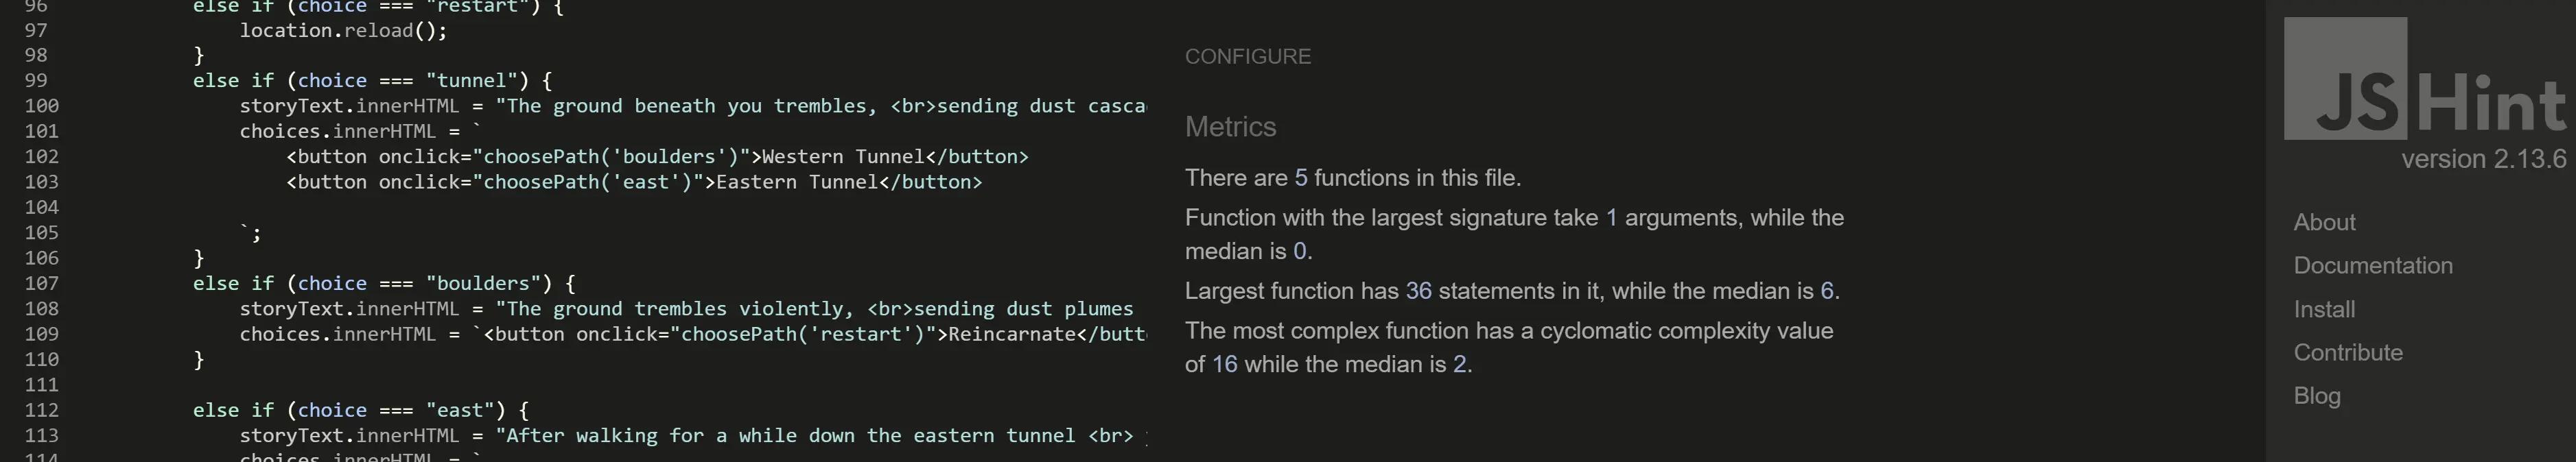 96 else if (choice === "restart") {
97 location.reload();
98 }
99 else if (choice === "tunnel") {
100 storyText.innerHTML = "The ground beneath you trembles, <br>sending dust casca
101 choices.innerHTML = `
102 <button onclick="choosePath('boulders')">Western Tunnel</button>
103 <button onclick="choosePath('east')">Eastern Tunnel</button>
104
105 `;
106 }
107 else if (choice === "boulders") {
108 storyText.innerHTML = "The ground trembles violently, <br>sending dust plumes
109 choices.innerHTML = `<button onclick="choosePath('restart')">Reincarnate</butt
110 }
111
112 else if (choice === "east") {
113 storyText.innerHTML = "After walking for a while down the eastern tunnel <br>
114 choices.innerHTML = `
CONFIGURE
Metrics
There are 5 functions in this file.
Function with the largest signature take 1 arguments, while the
median is 0.
Largest function has 36 statements in it, while the median is 6.
The most complex function has a cyclomatic complexity value
of 16 while the median is 2.
JSHint
version 2.13.6
About
Documentation
Install
Contribute
Blog